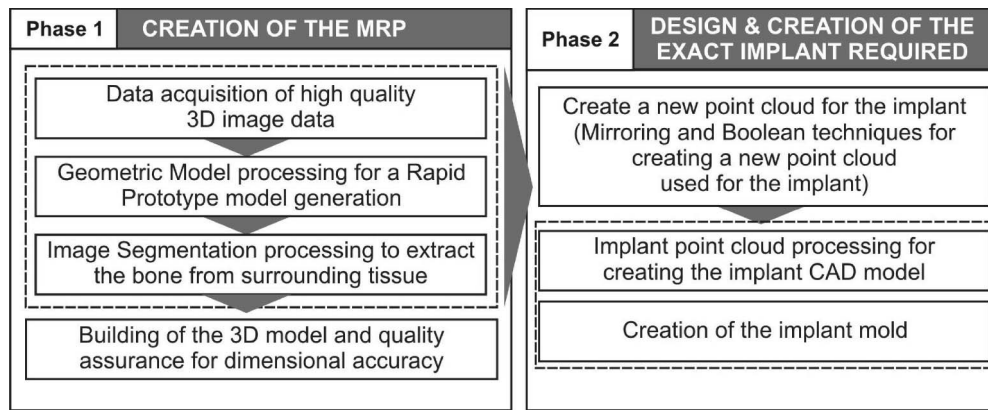 Phase 1
CREATION OF THE MRP
Data acquisition of high quality
3D image data
Geometric Model processing for a Rapid
Prototype model generation
Image Segmentation processing to extract
the bone from surrounding tissue
Building of the 3D model and quality
assurance for dimensional accuracy
Phase 2
DESIGN & CREATION OF THE
EXACT IMPLANT REQUIRED
Create a new point cloud for the implant
(Mirroring and Boolean techniques for
creating a new point cloud
used for the implant)
Implant point cloud processing for
creating the implant CAD model
Creation of the implant mold